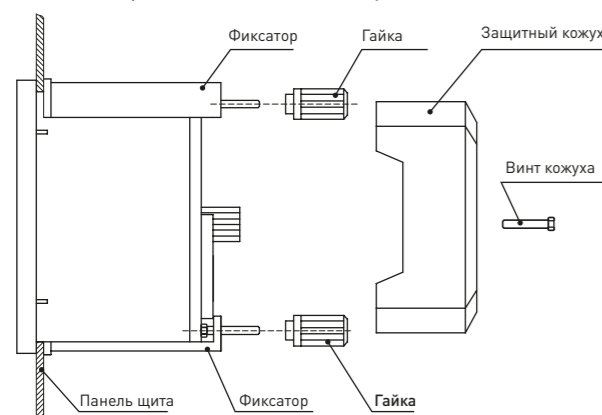 Фиксатор
Гайка
Защитный кожух
Винт кожуха
Панель щита
Фиксатор
Гайка